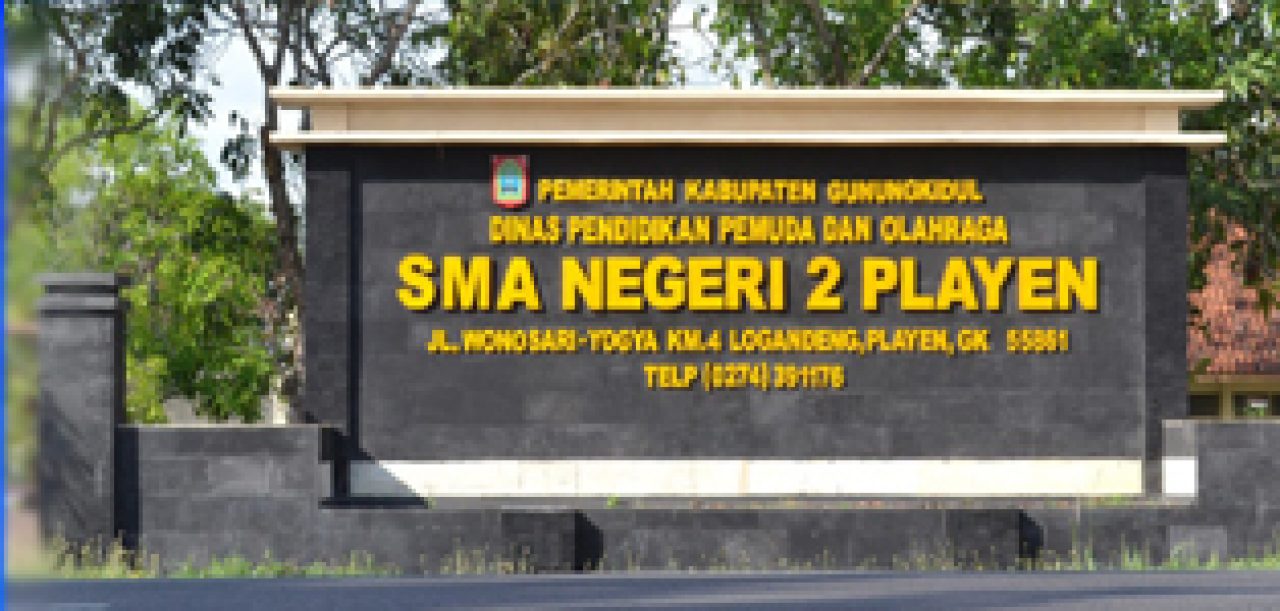 PEMERINTAH KABUPATEN GUNUNGKIDUL
DINAS PENDIDIKAN PEMUDA DAN OLAHRAGA
SMA NEGERI 2 PLAYEN
JL. WONOSARI-YOGYA KM.4 LOGANDENG, PLAYEN, GK 55861
TELP (0274) 391176